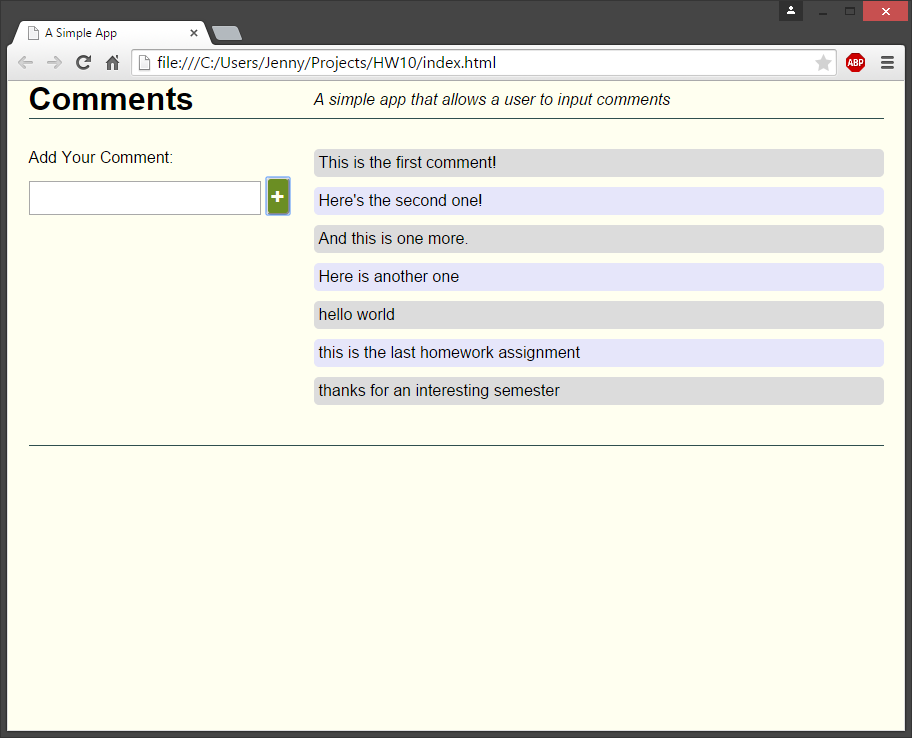 A Simple App
file:///C:/Users/Jenny/Projects/HW10/index.html
ABP
Comments
A simple app that allows a user to input comments
Add Your Comment:
+
This is the first comment!
Here's the second one!
And this is one more.
Here is another one
hello world
this is the last homework assignment
thanks for an interesting semester